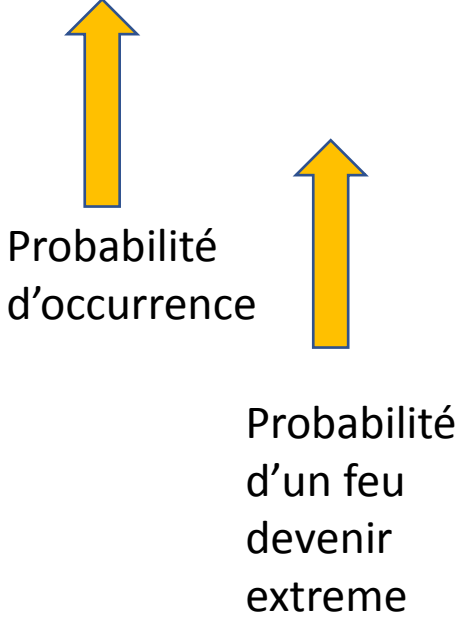 Probabilité
d’occurrence
Probabilité
d’un feu
devenir
extreme